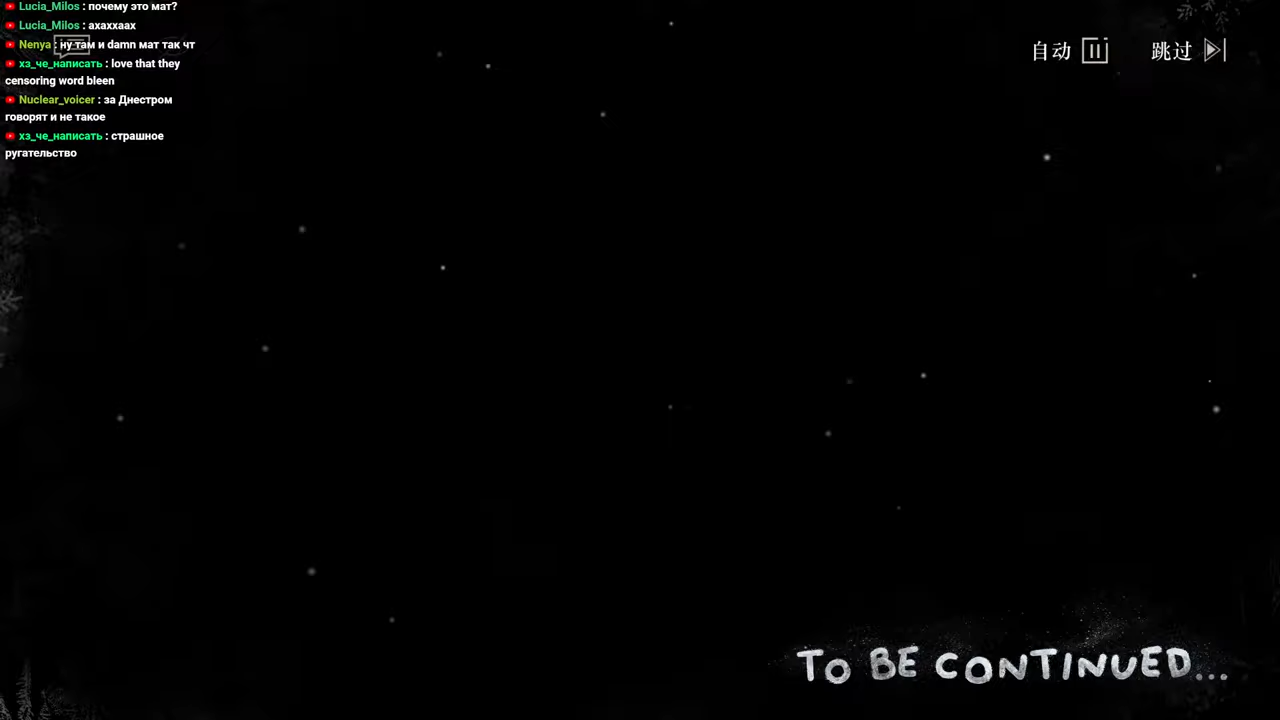 Lucia_Milos : почему это мат?
Lucia_Milos : ахаххаах
Nenya : ну там и damn мат так чт
хз_че_написать : love that they
censoring word bleen
Nuclear_voicer : за Днестром
говорят и не такое
хз_че_написать : страшное
ругательство
自动 跳过
TO BE CONTINUED...